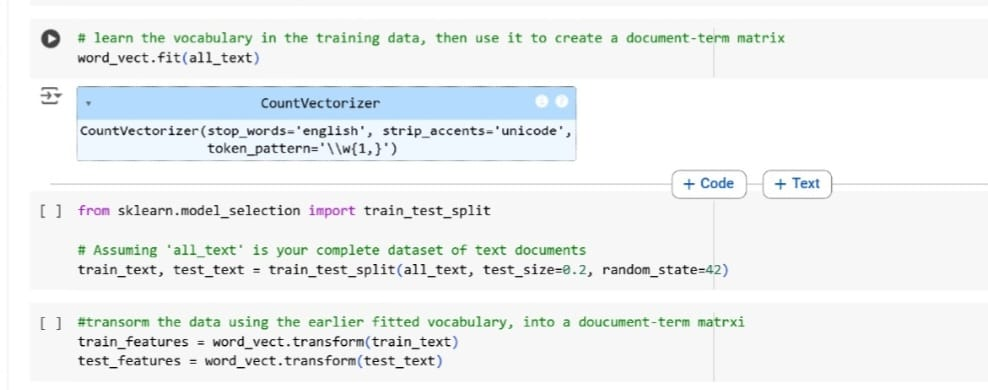 # learn the vocabulary in the training data, then use it to create a document-term matrix
word_vect.fit(all_text)
CountVectorizer
CountVectorizer(stop_words='english', strip_accents='unicode',
token_pattern='\\w{1,}')
+ Code + Text
[ ] from sklearn.model_selection import train_test_split
# Assuming 'all_text' is your complete dataset of text documents
train_text, test_text = train_test_split(all_text, test_size=0.2, random_state=42)
[ ] #transorm the data using the earlier fitted vocabulary, into a doucument-term matrxi
train_features = word_vect.transform(train_text)
test_features = word_vect.transform(test_text)